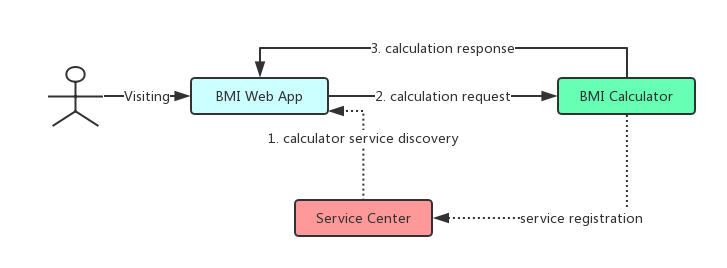 3. calculation response
Visiting
BMI Web App
2. calculation request
BMI Calculator
1. calculator service discovery
Service Center
service registration